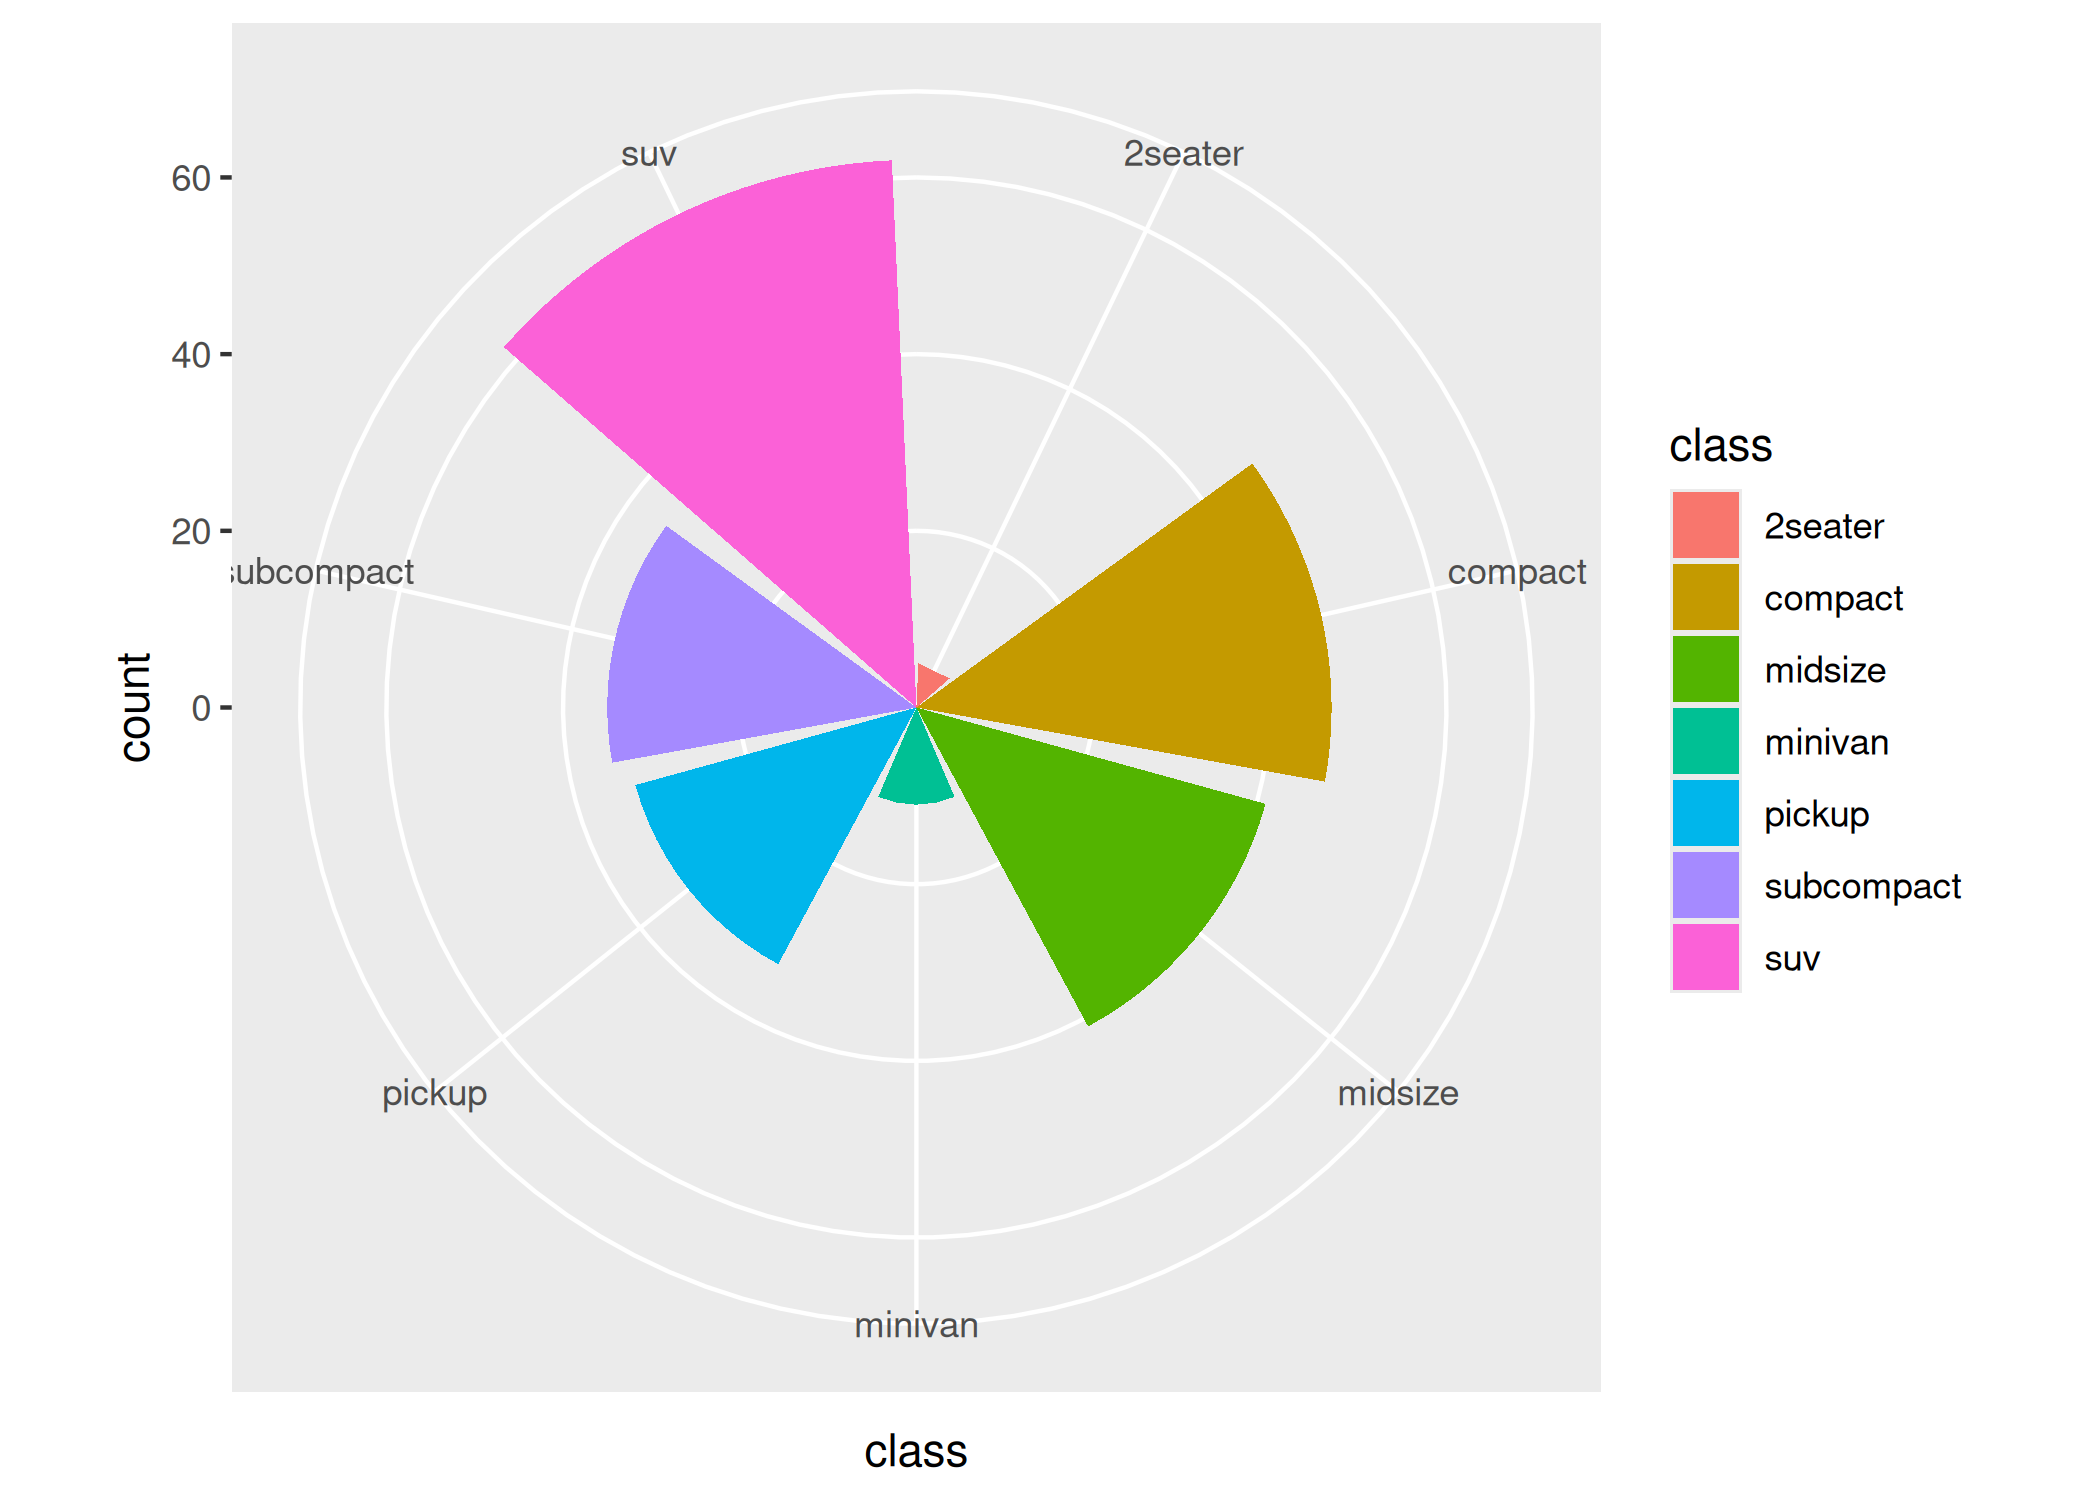 suv
2seater
60
40
20
0
subcompact
compact
pickup
midsize
minivan
count
class
class
2seater
compact
midsize
minivan
pickup
subcompact
suv